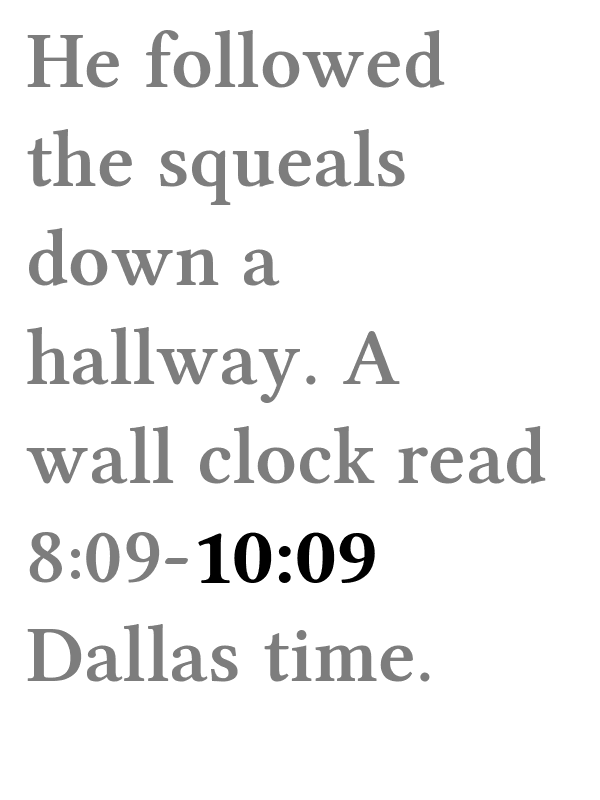 He followed
the squeals
down a
hallway. A
wall clock read
8:09-10:09
Dallas time.